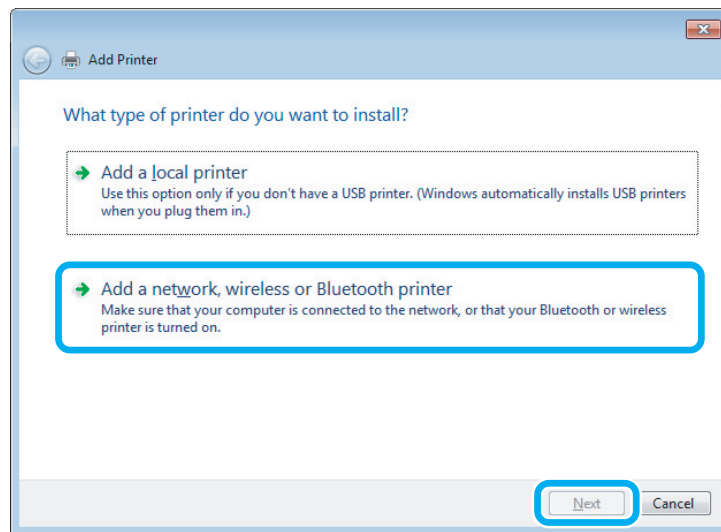 Add Printer
What type of printer do you want to install?
Add a local printer
Use this option only if you don't have a USB printer. (Windows automatically installs USB printers
when you plug them in.)
Add a network, wireless or Bluetooth printer
Make sure that your computer is connected to the network, or that your Bluetooth or wireless
printer is turned on.
Next Cancel